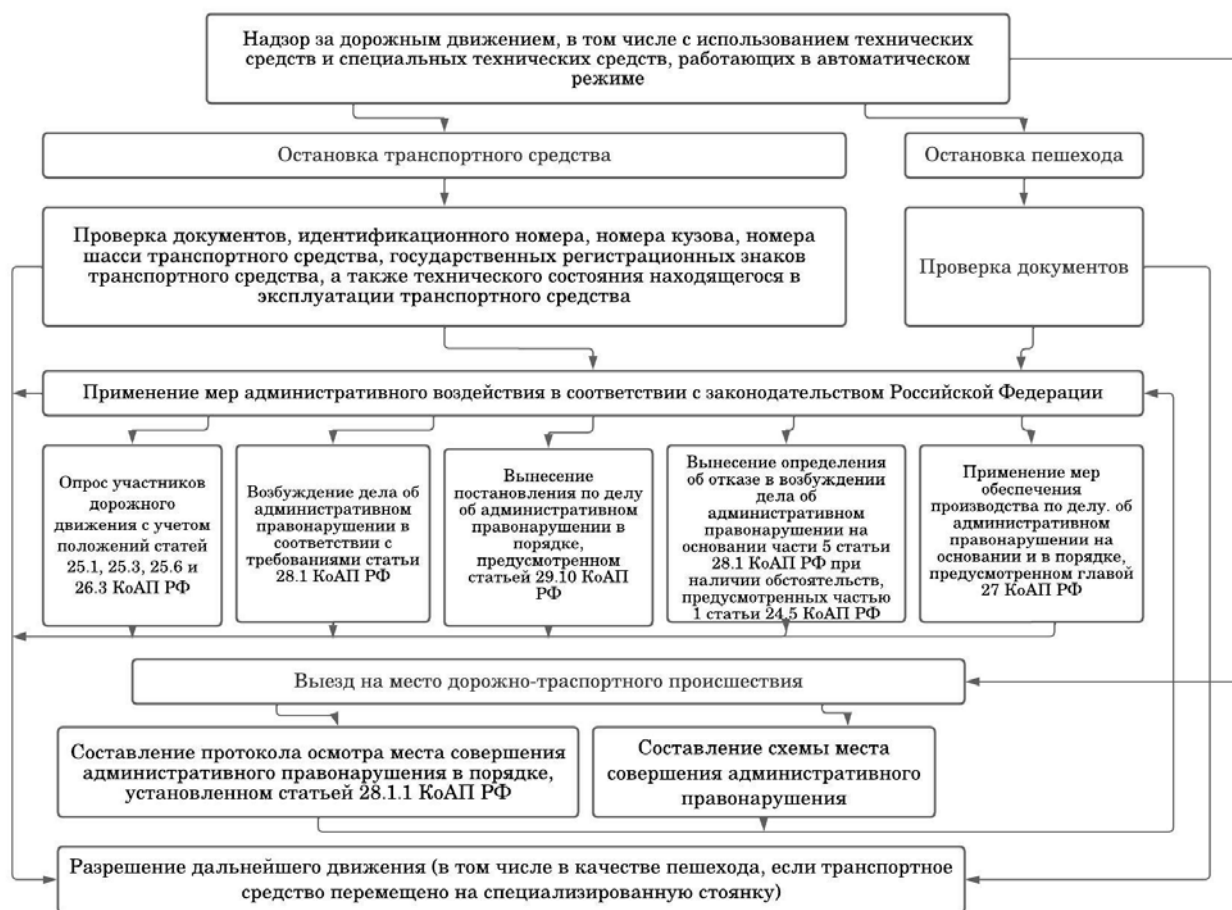 Надзор за дорожным движением, в том числе с использованием технических
средств и специальных технических средств, работающих в автоматическом
режиме
Остановка транспортного средства
Остановка пешехода
Проверка документов, идентификационного номера, номера кузова, номера
шасси транспортного средства, государственных регистрационных знаков
транспортного средства, а также технического состояния находящегося в
эксплуатации транспортного средства
Проверка документов
Применение мер административного воздействия в соответствии с законодательством Российской Федерации
Опрос участников
дорожного
движения с учетом
положений статей
25.1, 25.3, 25.6 и
26.3 КоАП РФ
Возбуждение дела об
административном
правонарушении в
соответствии с
требованиями статьи
28.1 КоАП РФ
Вынесение
постановления по делу
об административном
правонарушении в
порядке,
предусмотренном
статьей 29.10 КоАП
РФ
Вынесение определения
об отказе в возбуждении
дела об
административном
правонарушении на
основании части 5 статьи
28.1 КоАП РФ при
наличии обстоятельств,
предусмотренных частью
1 статьи 24.5 КоАП РФ
Применение мер
обеспечения
производства по делу. об
административном
правонарушении на
основании и в порядке,
предусмотренном главой
27 КоАП РФ
Выезд на место дорожно-траспортного происшествия
Составление протокола осмотра места совершения
административного правонарушения в порядке,
установленном статьей 28.1.1 КоАП РФ
Составление схемы места
совершения административного
правонарушения
Разрешение дальнейшего движения (в том числе в качестве пешехода, если транспортное
средство перемещено на специализированную стоянку)